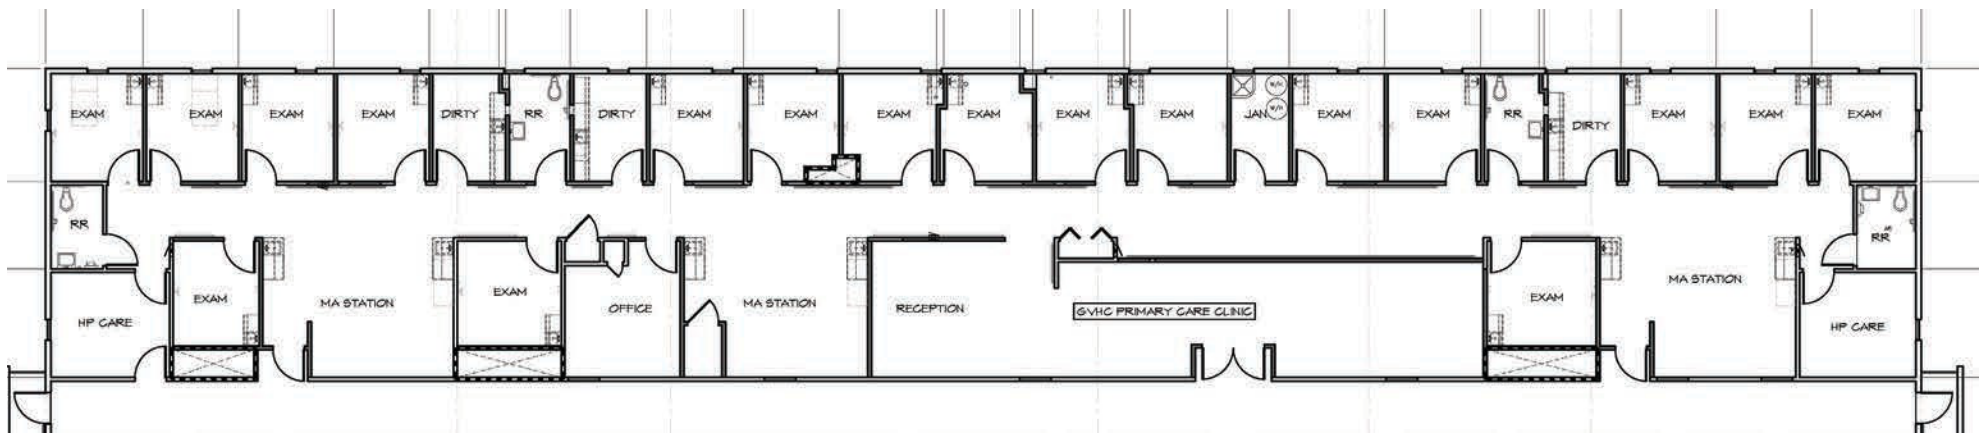 EXAM
EXAM
EXAM
EXAM
DIRTY
RR
DIRTY
EXAM
EXAM
EXAM
EXAM
EXAM
EXAM
JAN
W/H
W/H
EXAM
EXAM
RR
DIRTY
EXAM
EXAM
EXAM
RR
RR
HP CARE
EXAM
MA STATION
EXAM
OFFICE
MA STATION
RECEPTION
GVHC PRIMARY CARE CLINIC
EXAM
MA STATION
HP CARE